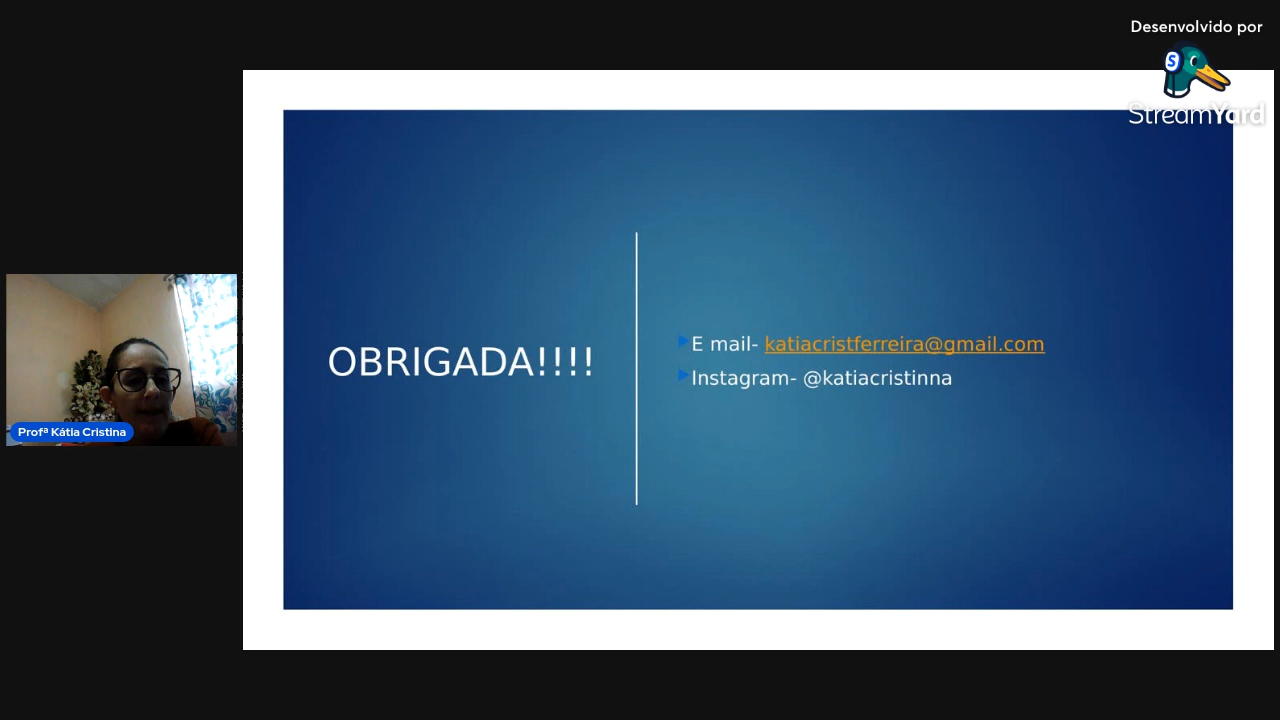 Desenvolvido por
S
StreamYard
OBRIGADA!!!!
E mail- katiacristferreira@gmail.com
Instagram- @katiacristinna
Profª Kátia Cristina